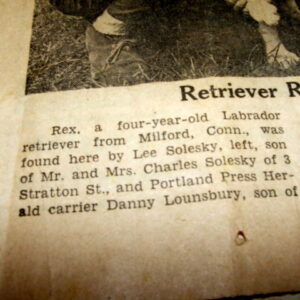 Retriever R
Rex, a four-year-old Labrador
retriever from Milford, Conn., was
found here by Lee Solesky, left, son
of Mr. and Mrs. Charles Solesky of 3
Stratton St., and Portland Press Her-
ald carrier Danny Lounsbury, son of